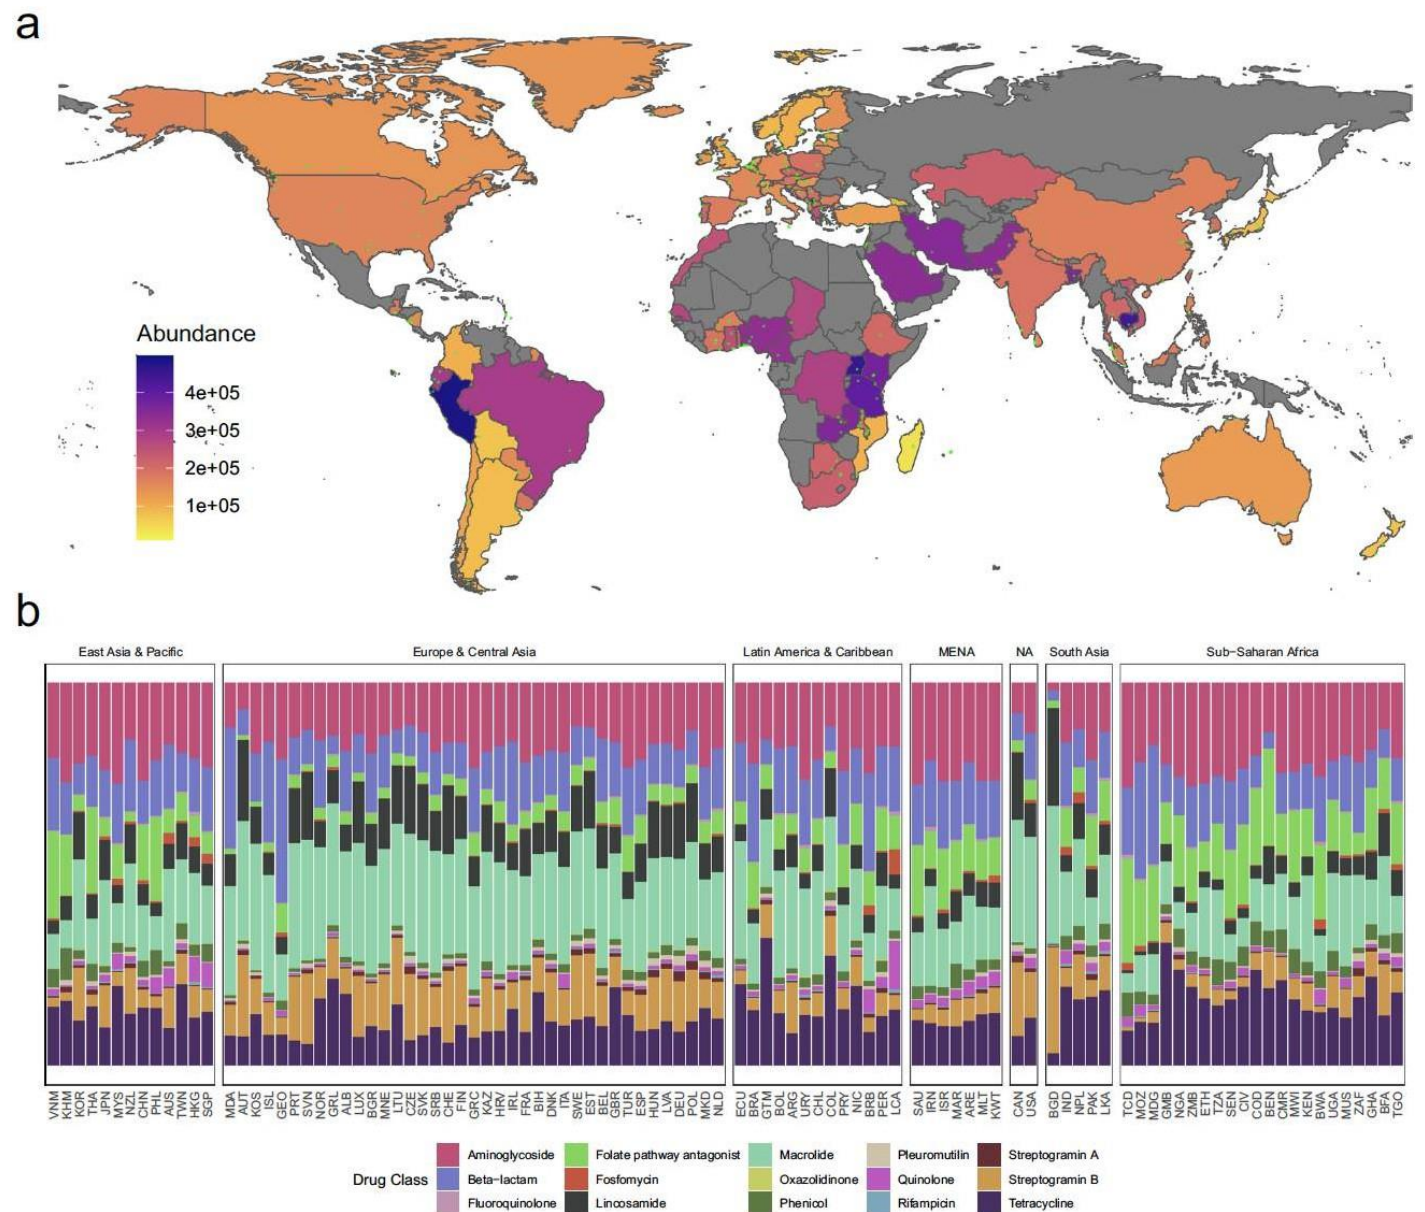 a
Abundance
4e+05
3e+05
2e+05
1e+05
b
East Asia & Pacific
Europe & Central Asia
Latin America & Caribbean
MENA
NA
South Asia
Sub-Saharan Africa
VNM KHM KOR THA JPN MYS NZL CHN PHL AUS TWN HKG SGP
MDA AUT KOS ISL GEO PRT SVN NOR GRL ALB LUX BGR MNE LTU CZE SVK SRB CHE FIN GRC KAZ HRV IRL FRA BIH DNK ITA SWE EST BEL GBR TUR ESP HUN LVA DEU POL MKD NLD
ECU BRA GTM BOL ARG URY CHL COL PRY NIC BRB PER LCA
SAU IRN ISR MAR ARE MLT KWT
CAN USA
BGD IND NPL PAK LKA
TCD MOZ MDG GMB NGA ZMB ETH TZA SEN CIV COD BEN CMR MWI KEN BWA UGA MUS ZAF GHA BFA TGO
Drug Class
Aminoglycoside
Beta-lactam
Fluoroquinolone
Folate pathway antagonist
Fosfomycin
Lincosamide
Macrolide
Oxazolidinone
Phenicol
Pleuromutilin
Quinolone
Rifampicin
Streptogramin A
Streptogramin B
Tetracycline